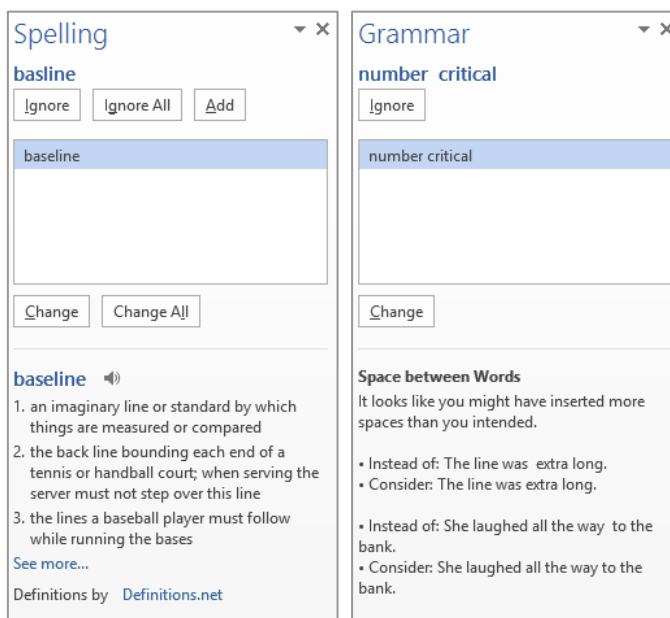 Spelling
basline
Ignore
Ignore All
Add
baseline
Change
Change All
baseline
1. an imaginary line or standard by which
things are measured or compared
2. the back line bounding each end of a
tennis or handball court; when serving the
server must not step over this line
3. the lines a baseball player must follow
while running the bases
See more...
Definitions by Definitions.net
Grammar
number  critical
Ignore
number critical
Change
Space between Words
It looks like you might have inserted more
spaces than you intended.
• Instead of: The line was  extra long.
• Consider: The line was extra long.
• Instead of: She laughed all the way  to the
bank.
• Consider: She laughed all the way to the
bank.